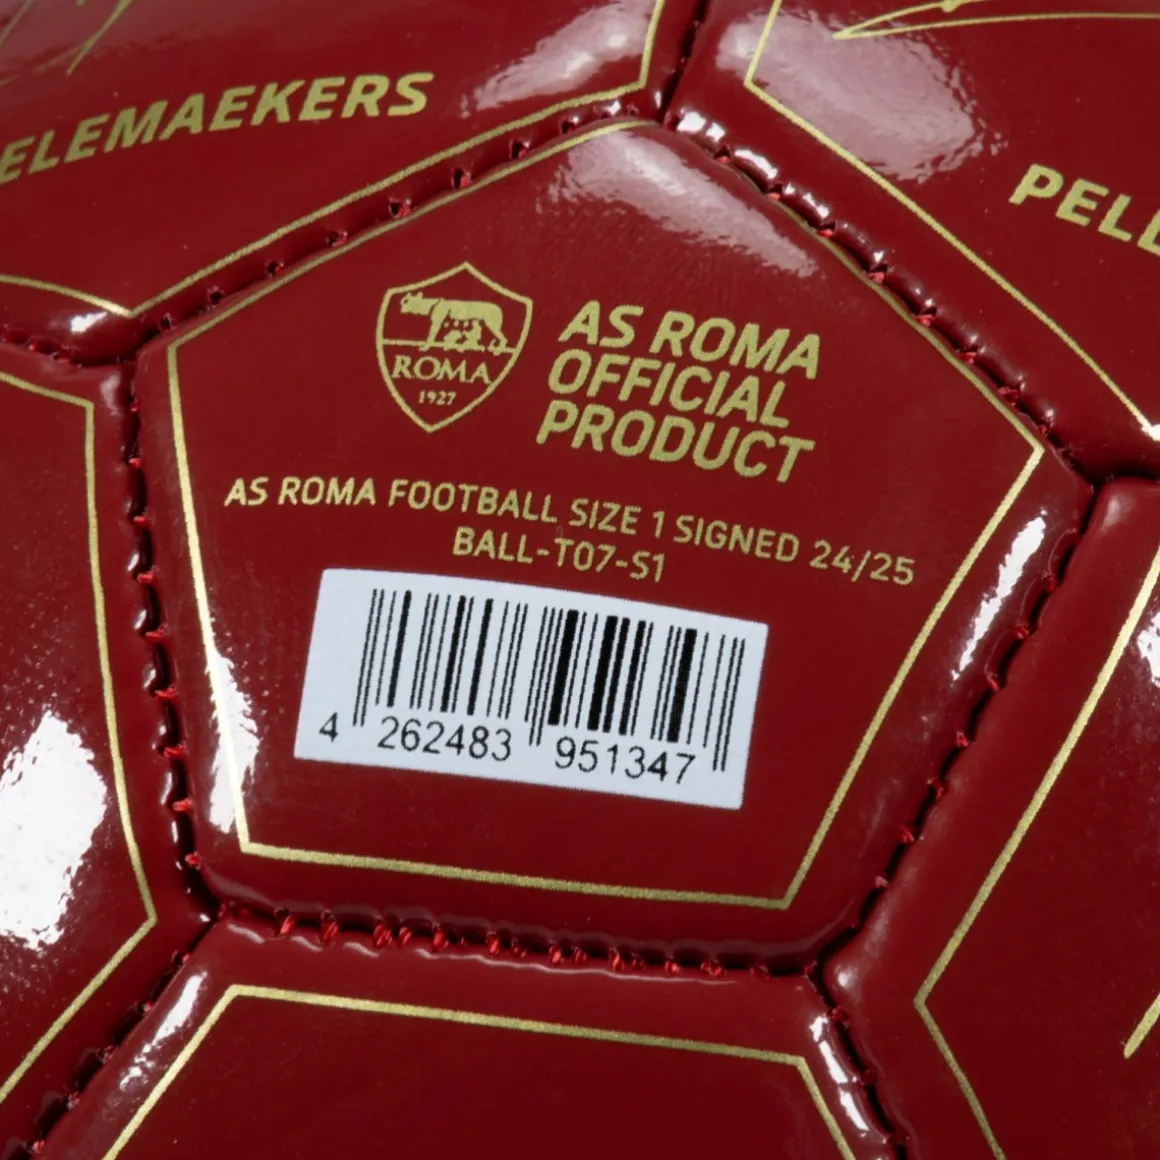 ELEMAEKERS
PELL
ROMA
1927
AS ROMA
OFFICIAL
PRODUCT
AS ROMA FOOTBALL SIZE 1 SIGNED 24/25
BALL-T07-S1
4 262483 951347